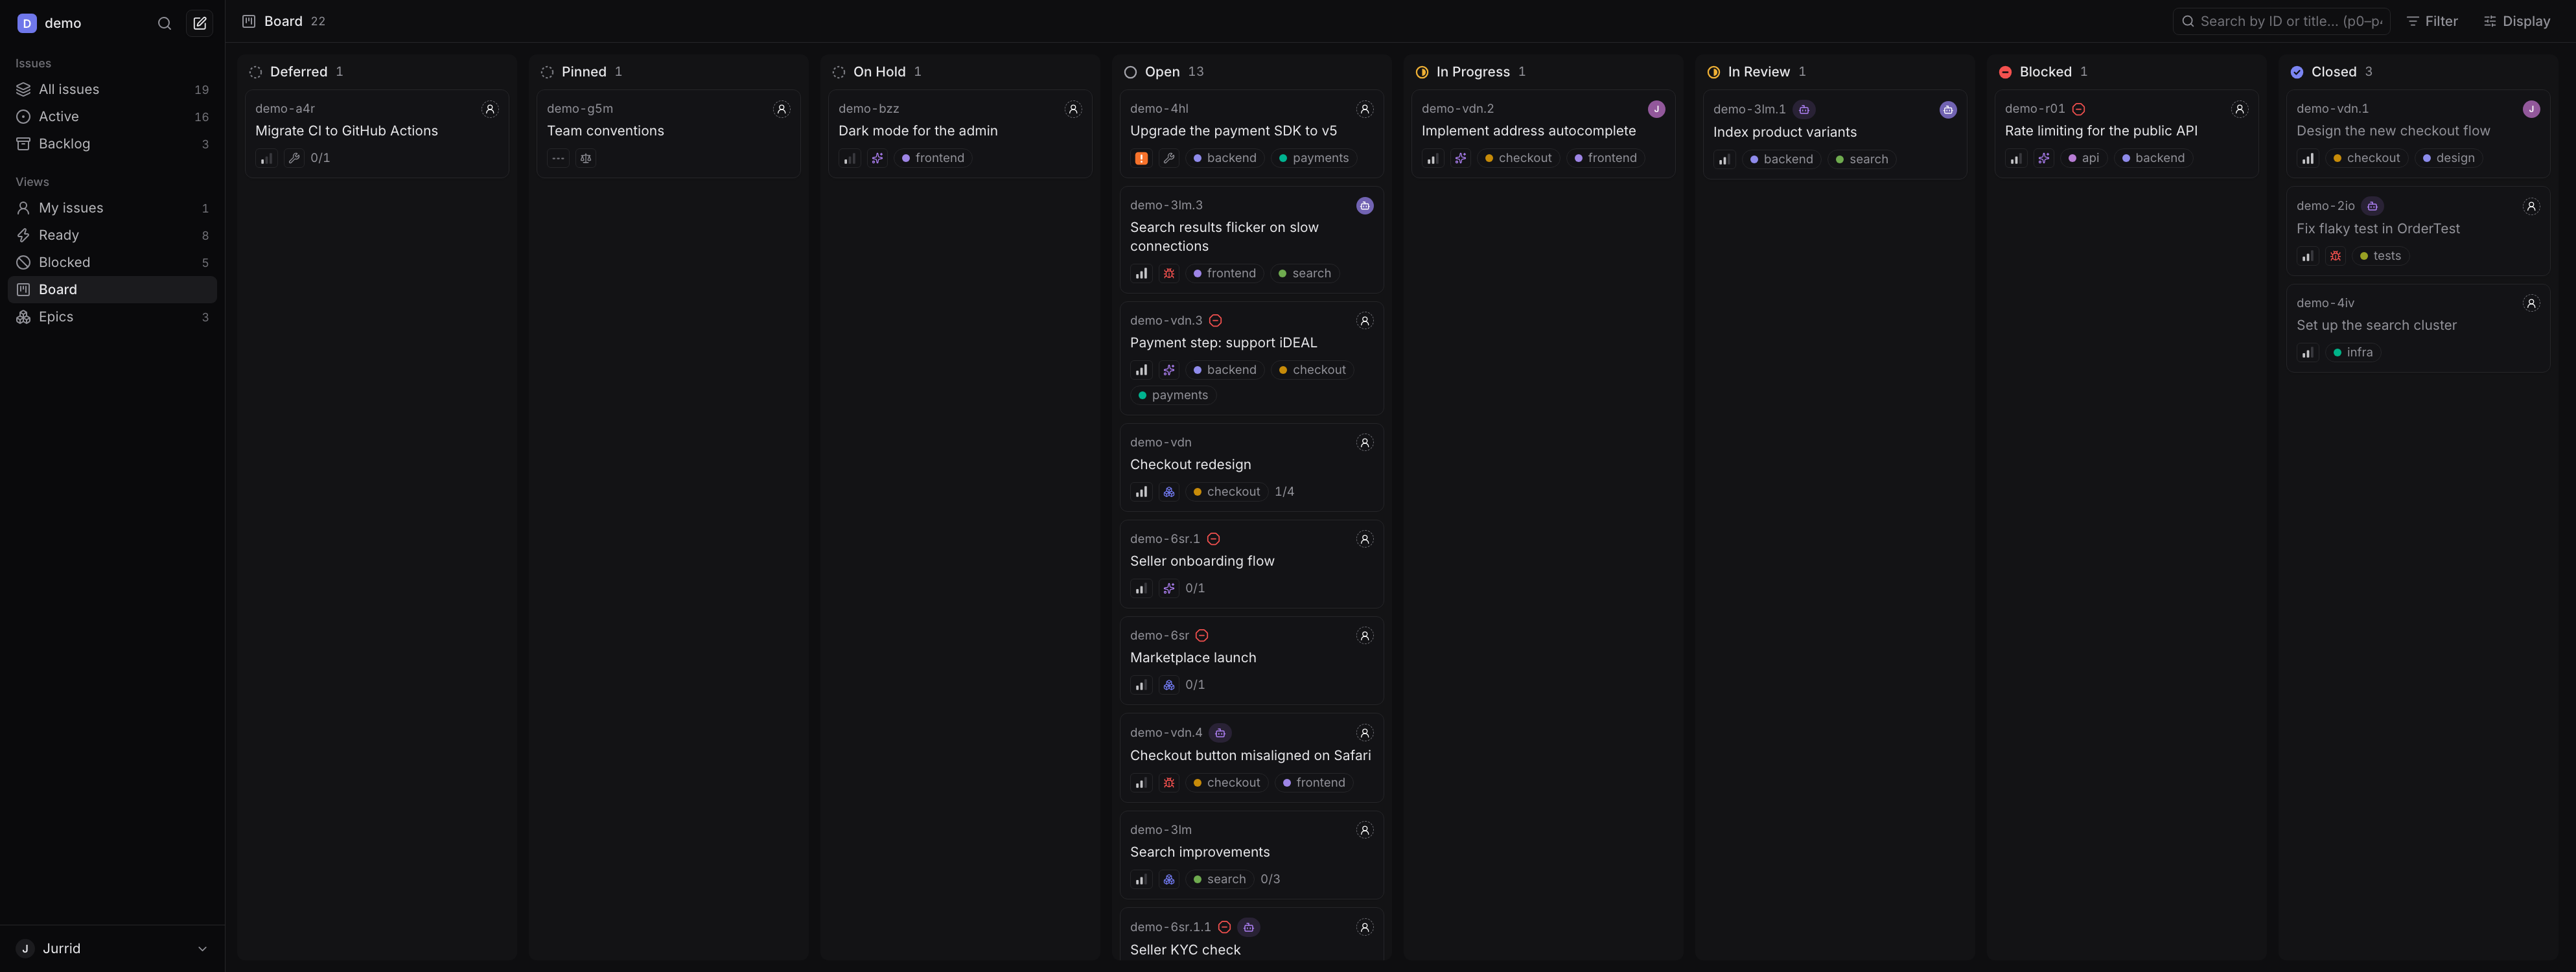 D demo
Issues
All issues 19
Active 16
Backlog 3
Views
My issues 1
Ready 8
Blocked 5
Board
Epics 3
J Jurrid
Board 22
Search by ID or title... (p0–p
Filter
Display
Deferred 1
demo-a4r
Migrate CI to GitHub Actions
0/1
Pinned 1
demo-g5m
Team conventions
On Hold 1
demo-bzz
Dark mode for the admin
frontend
Open 13
demo-4hl
Upgrade the payment SDK to v5
backend payments
demo-3lm.3
Search results flicker on slow
connections
frontend search
demo-vdn.3
Payment step: support iDEAL
backend checkout
payments
demo-vdn
Checkout redesign
checkout 1/4
demo-6sr.1
Seller onboarding flow
0/1
demo-6sr
Marketplace launch
0/1
demo-vdn.4
Checkout button misaligned on Safari
checkout frontend
demo-3lm
Search improvements
search 0/3
demo-6sr.1.1
Seller KYC check
In Progress 1
demo-vdn.2 J
Implement address autocomplete
checkout frontend
In Review 1
demo-3lm.1
Index product variants
backend search
Blocked 1
demo-r01
Rate limiting for the public API
api backend
Closed 3
demo-vdn.1 J
Design the new checkout flow
checkout design
demo-2io
Fix flaky test in OrderTest
tests
demo-4iv
Set up the search cluster
infra